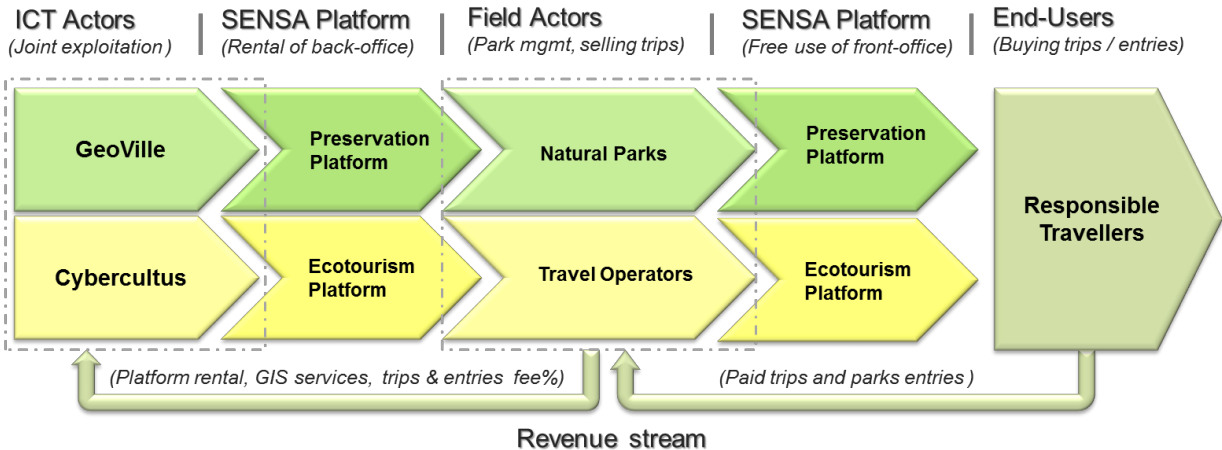 ICT Actors
(Joint exploitation)
SENSA Platform
(Rental of back-office)
Field Actors
(Park mgmt, selling trips)
SENSA Platform
(Free use of front-office)
End-Users
(Buying trips / entries)
GeoVille
Preservation
Platform
Natural Parks
Preservation
Platform
Responsible
Travellers
Cybercultus
Ecotourism
Platform
Travel Operators
Ecotourism
Platform
(Platform rental, GIS services, trips & entries fee%)
(Paid trips and parks entries )
Revenue stream